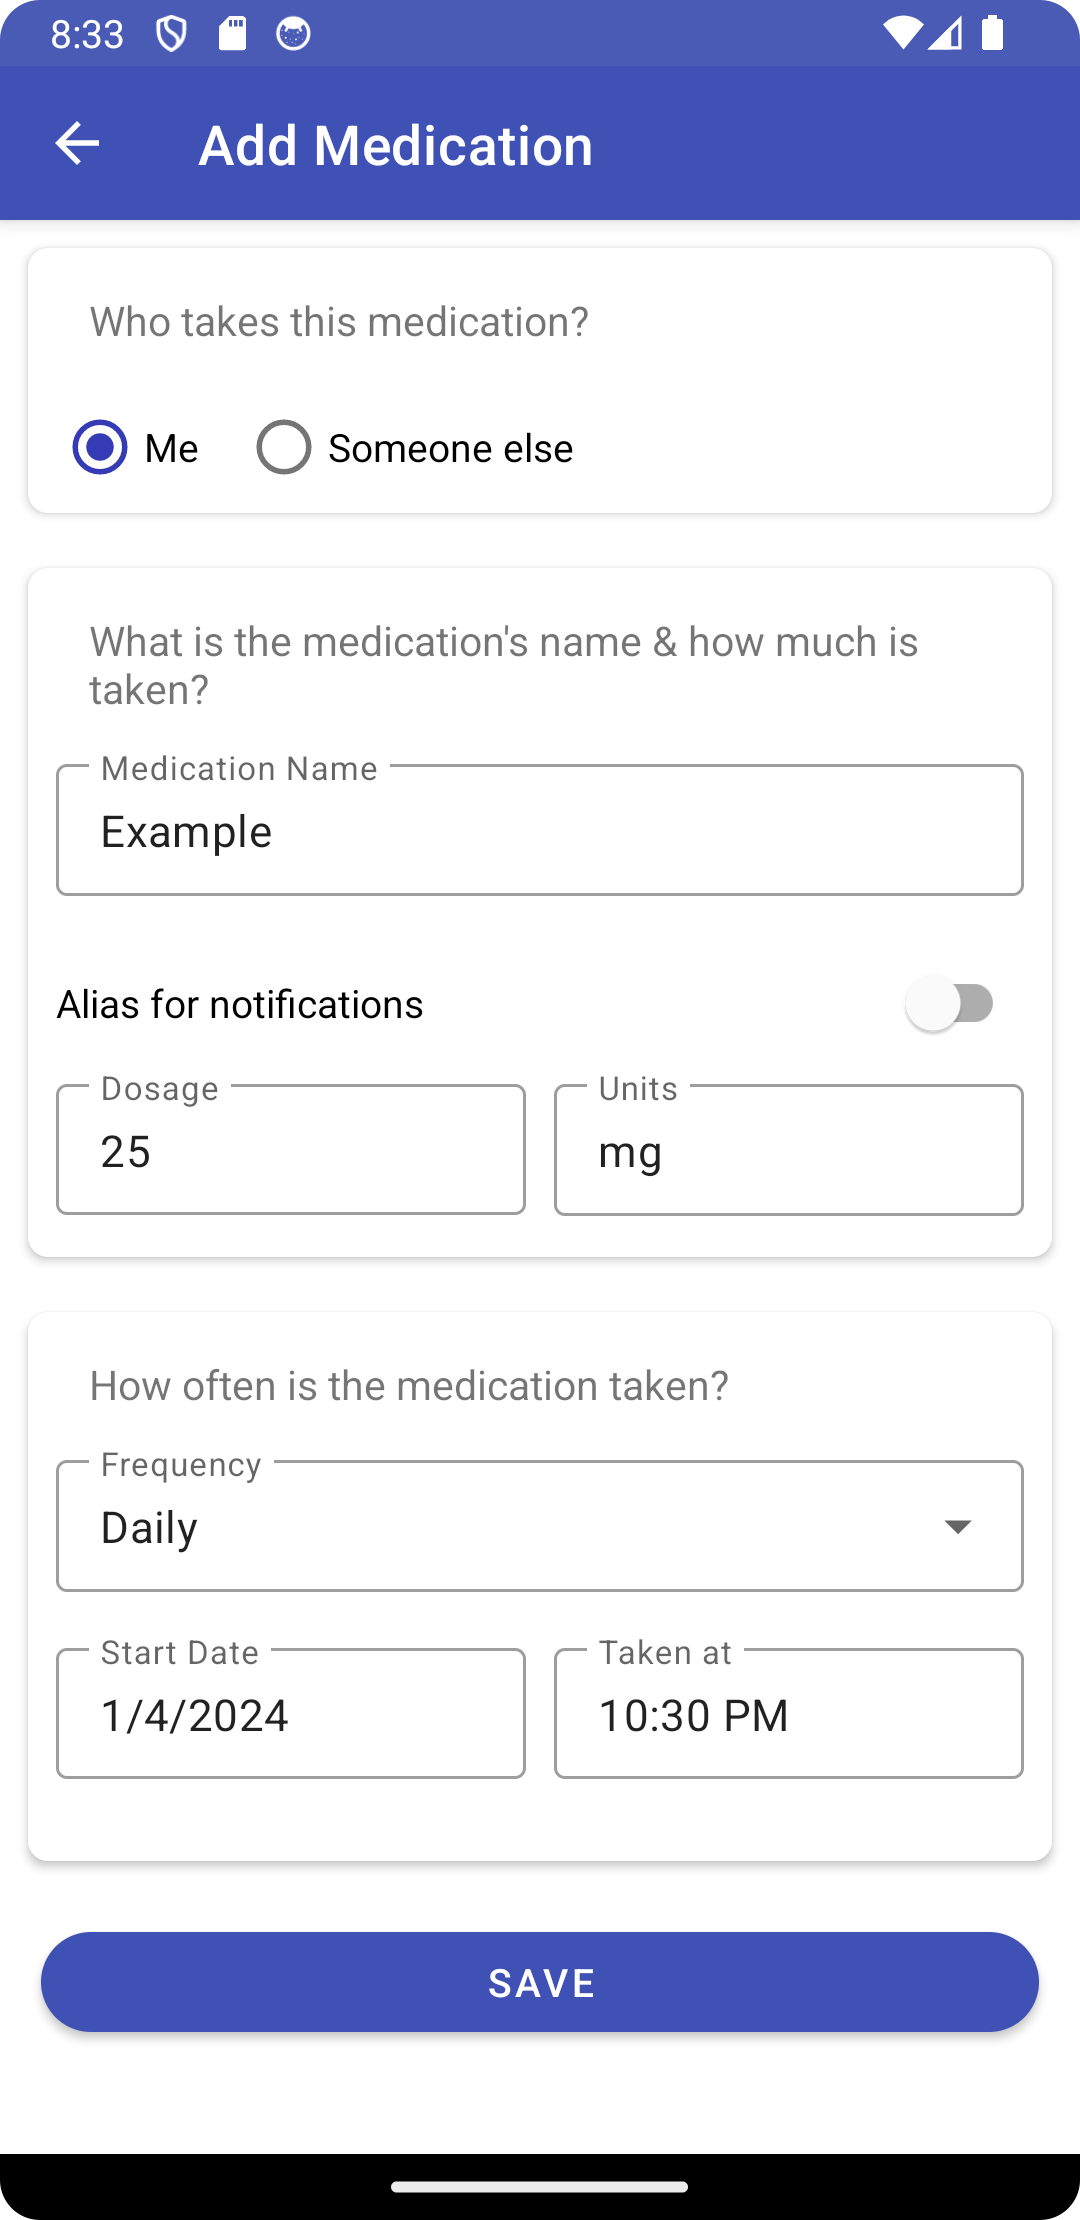 8:33
Add Medication
Who takes this medication?
Me
Someone else
What is the medication's name & how much is
taken?
Medication Name
Example
Alias for notifications
Dosage
Units
25
mg
How often is the medication taken?
Frequency
Daily
Start Date
Taken at
1/4/2024
10:30 PM
SAVE